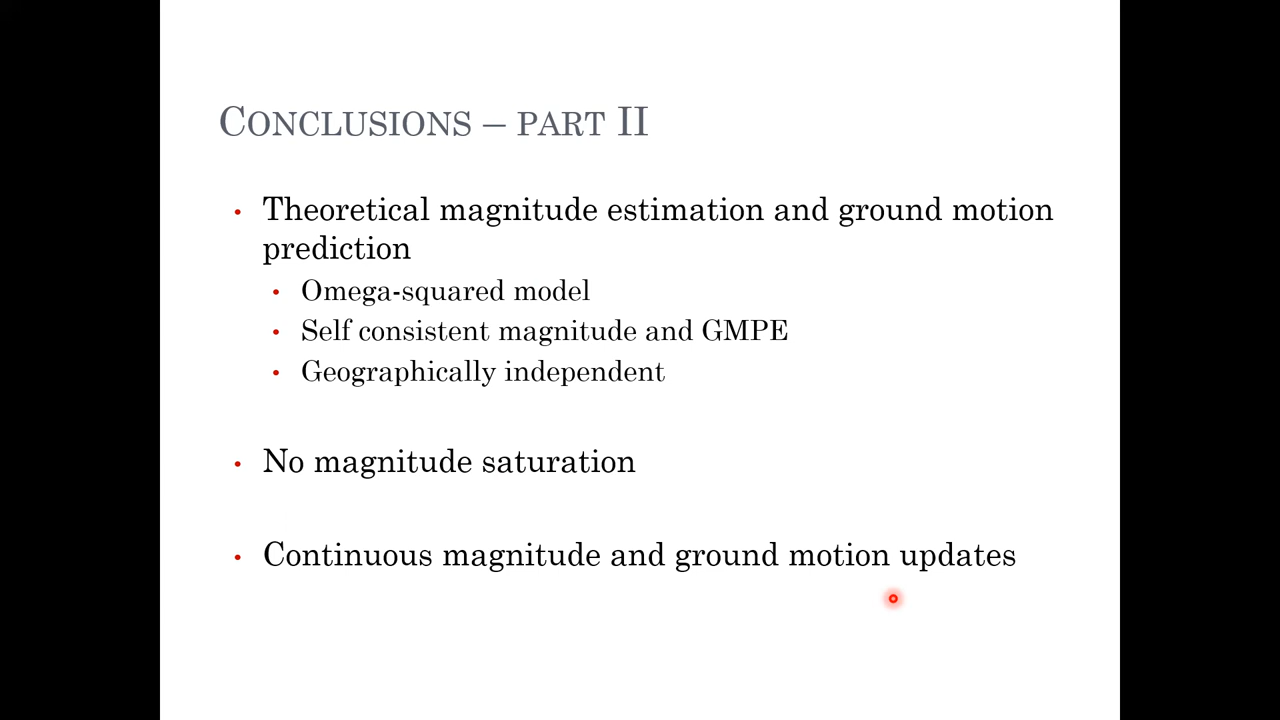 CONCLUSIONS – PART II
• Theoretical magnitude estimation and ground motion
prediction
• Omega-squared model
• Self consistent magnitude and GMPE
• Geographically independent
• No magnitude saturation
• Continuous magnitude and ground motion updates